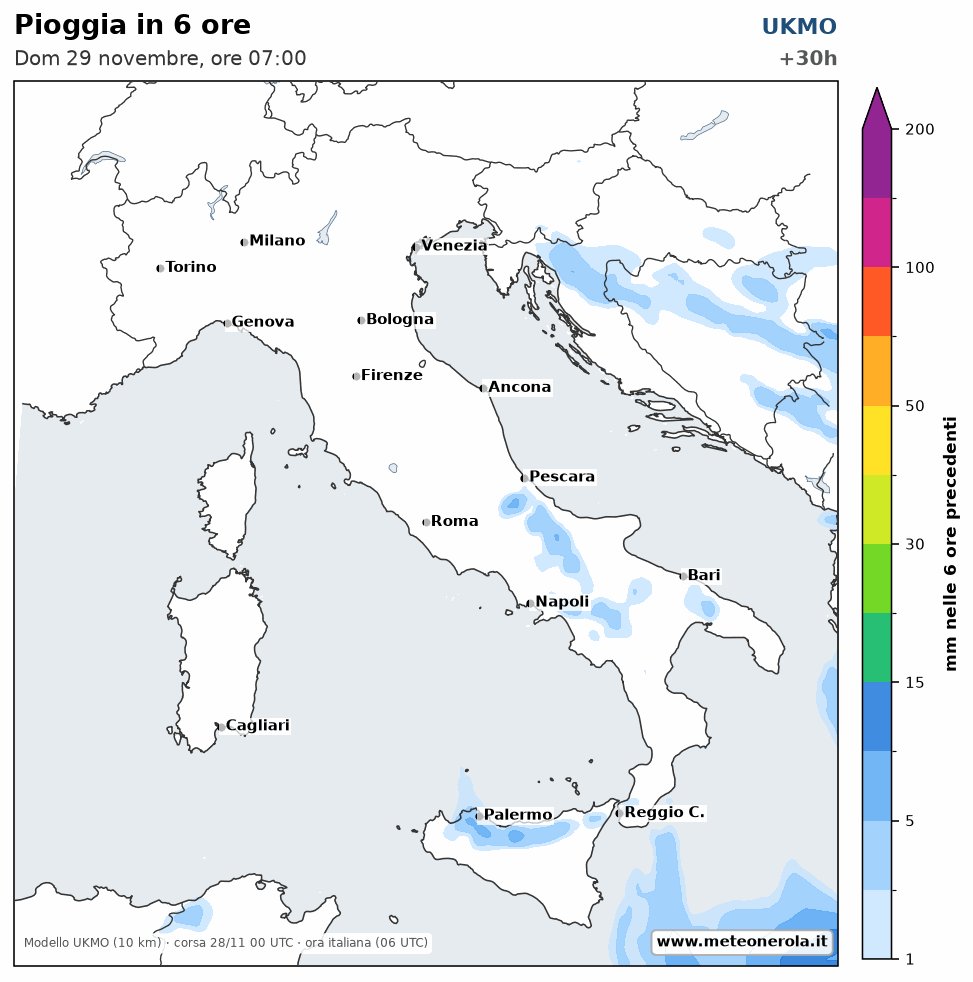 Pioggia in 6 ore
UKMO
Dom 29 novembre, ore 07:00
+30h
200
100
50
30
15
5
1
mm nelle 6 ore precedenti
Milano
Venezia
Torino
Genova
Bologna
Firenze
Ancona
Pescara
Roma
Bari
Napoli
Cagliari
Palermo
Reggio C.
Modello UKMO (10 km) · corsa 28/11 00 UTC · ora italiana (06 UTC)
www.meteonerola.it